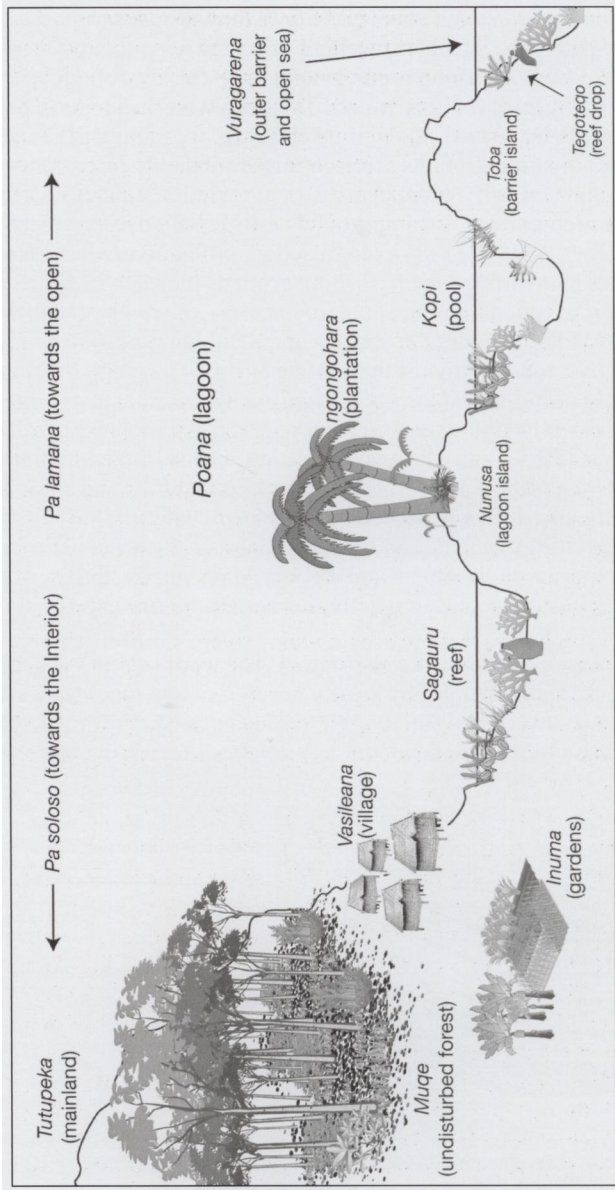 Pa soloso (towards the Interior)
Pa lamana (towards the open)
Tutupeka
(mainland)
Vuragarena
(outer barrier
and open sea)
Poana (lagoon)
ngongohara
(plantation)
Vasileana
(village)
Sagauru
(reef)
Kopi
(pool)
Nunusa
(lagoon island)
Toba
(barrier island)
Teqoteqo
(reef drop)
Muqe
(undisturbed forest)
Inuma
(gardens)